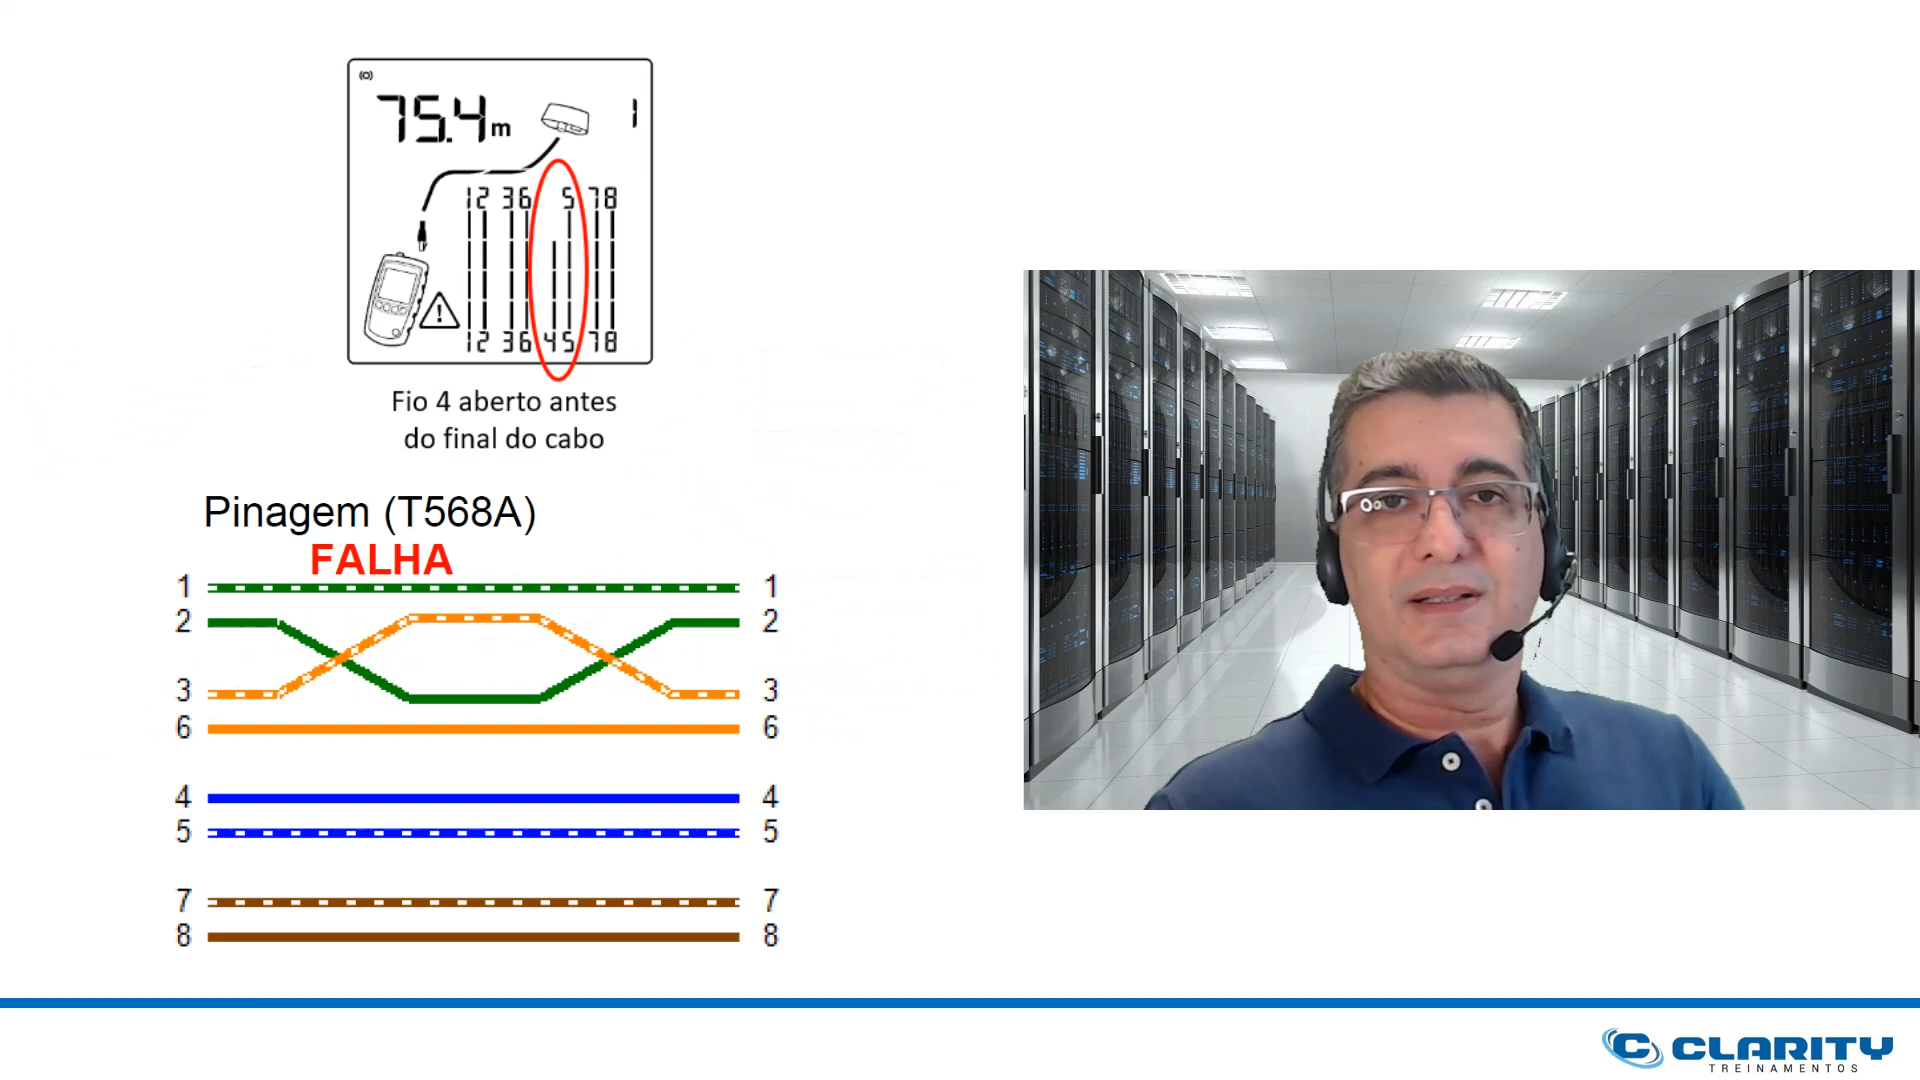 75.4m
1
12 36 5 78
12 36 45 78
Fio 4 aberto antes
do final do cabo
Pinagem (T568A)
FALHA
1 1
2 2
3 3
6 6
4 4
5 5
7 7
8 8
CLARITY
TREINAMENTOS